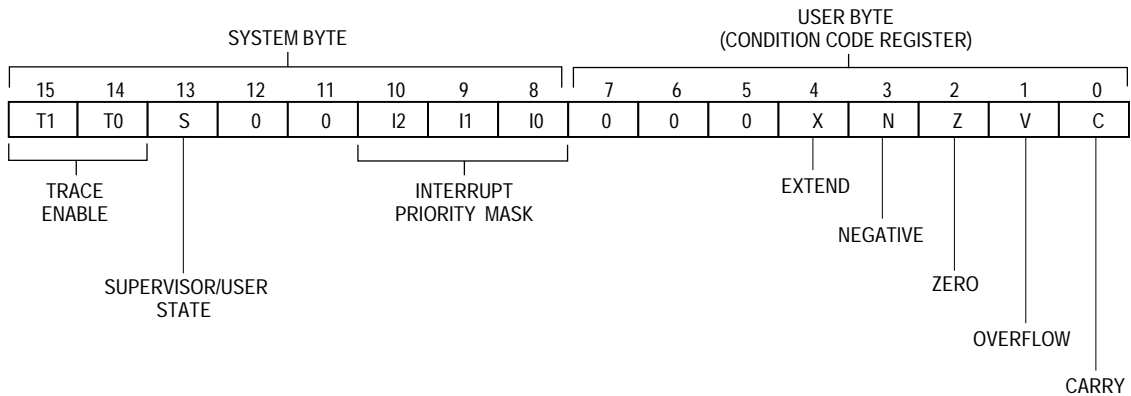 SYSTEM BYTE
USER BYTE
(CONDITION CODE REGISTER)
15 14 13 12 11 10 9 8 7 6 5 4 3 2 1 0
T1 T0 S 0 0 I2 I1 I0 0 0 0 X N Z V C
TRACE
ENABLE
INTERRUPT
PRIORITY MASK
EXTEND
NEGATIVE
SUPERVISOR/USER
STATE
ZERO
OVERFLOW
CARRY